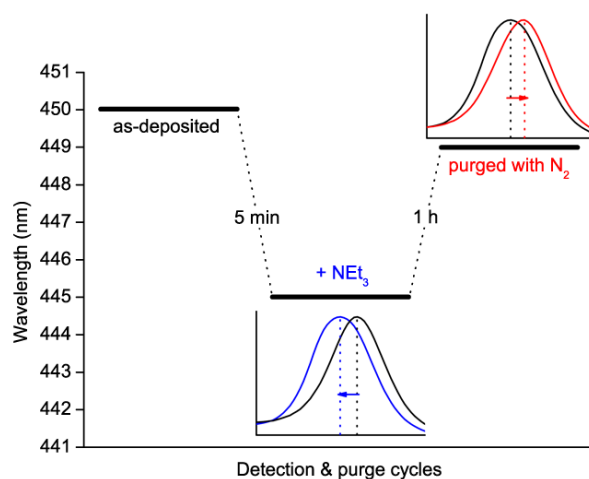 451
450
449
448
447
446
445
444
443
442
441
Wavelength (nm)
as-deposited
5 min
+ NEt₃
1 h
purged with N₂
Detection & purge cycles